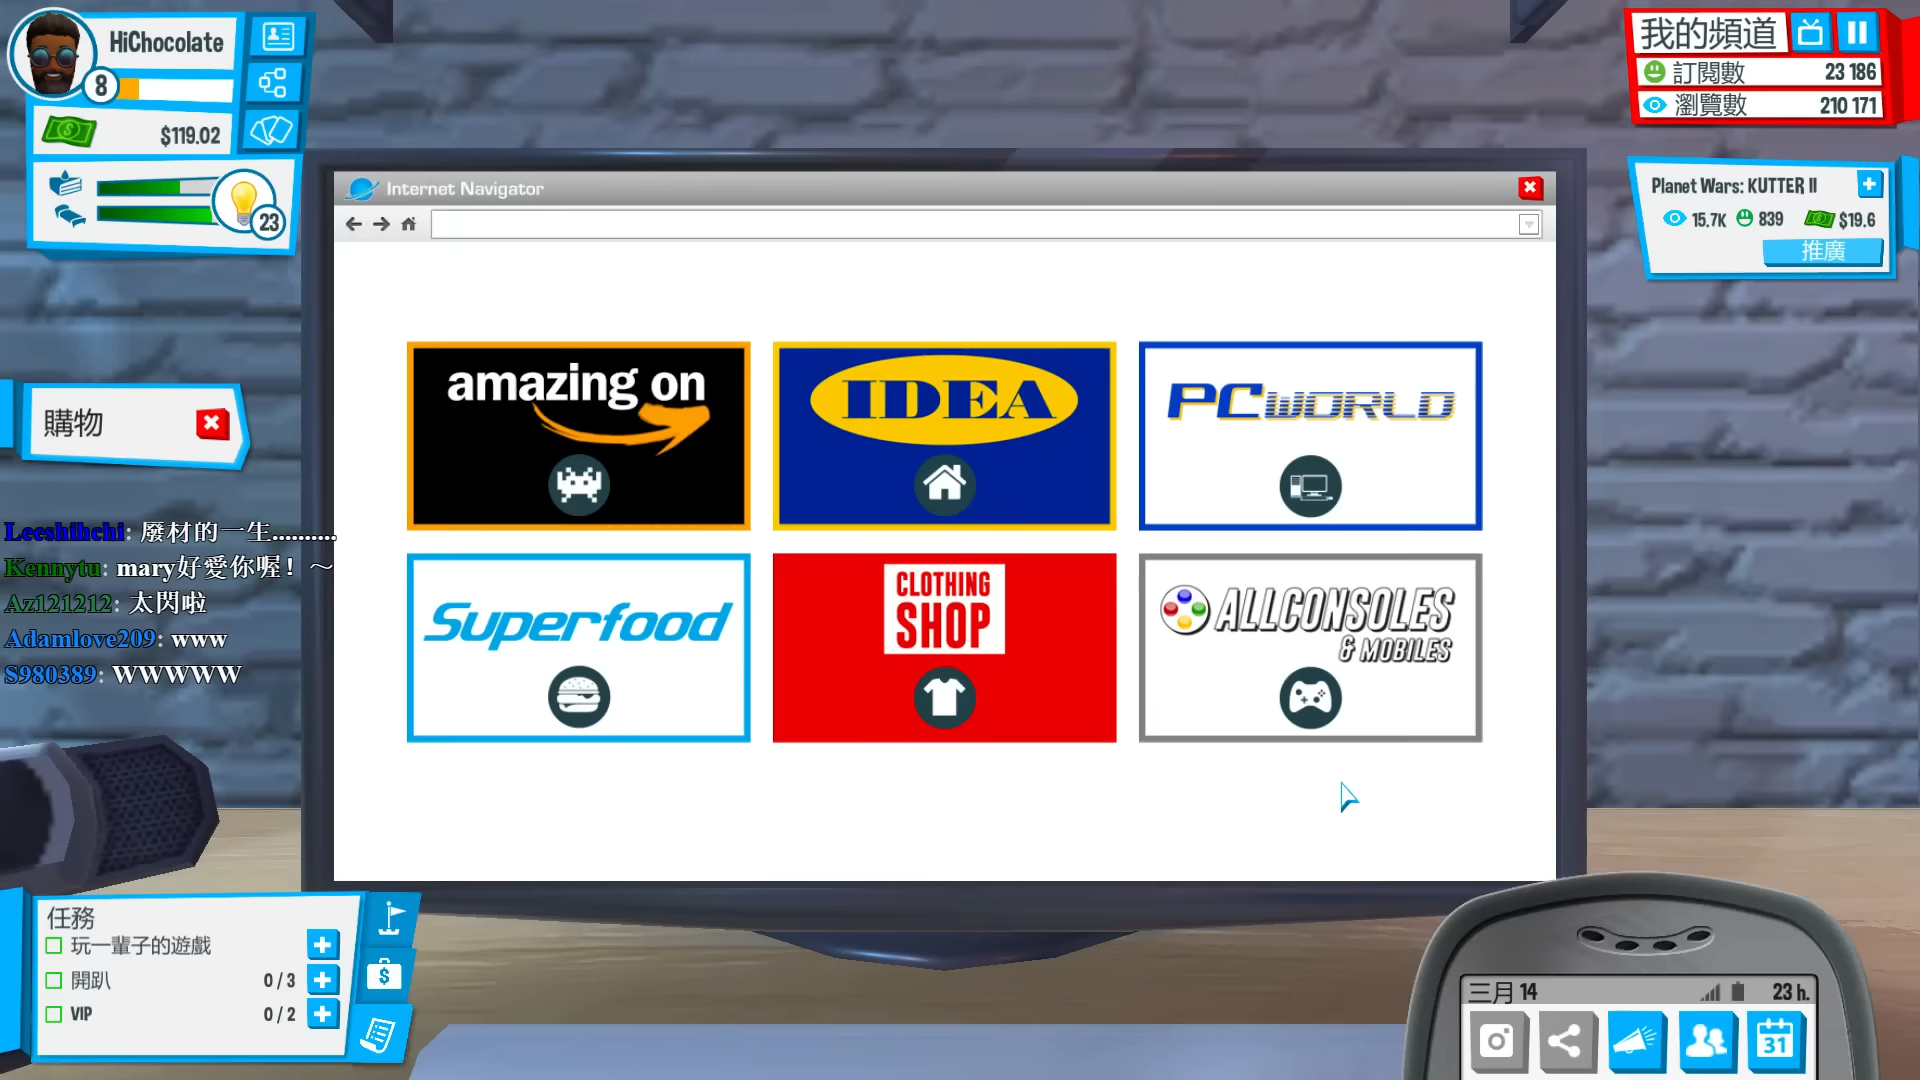 HiChocolate
8
$119.02
23
我的頻道
訂閱數 23 186
瀏覽數 210 171
Planet Wars: KUTTER II
15.7K 839 $19.6
推廣
Internet Navigator
amazing on
IDEA
PCWORLD
Superfood
CLOTHING
SHOP
ALLCONSOLES
& MOBILES
購物
Leeshihchi: 廢材的一生..........
Kennytu: mary好愛你喔！～
Az121212: 太閃啦
Adamlove209: www
S980389: WWWWW
任務
玩一輩子的遊戲
開趴 0 / 3
VIP 0 / 2
三月 14 23 h.
31